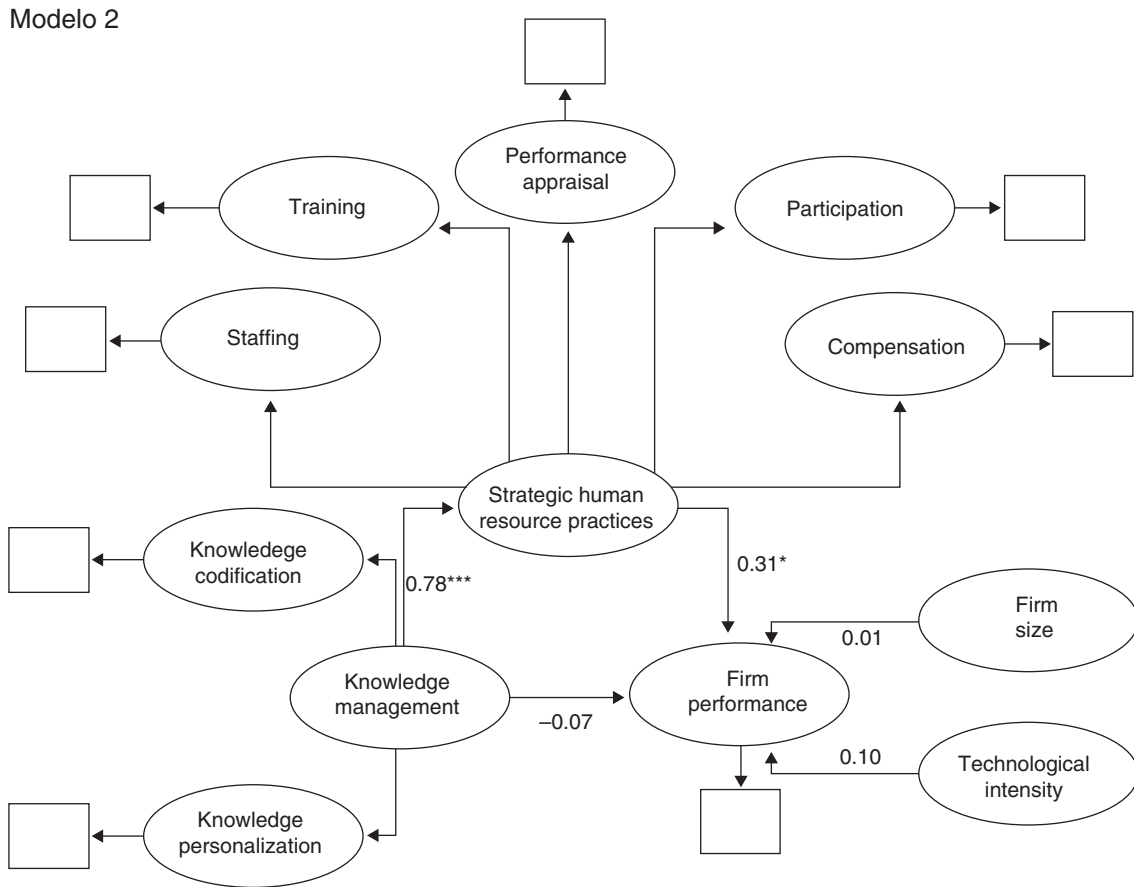 Modelo 2
Performance
appraisal
Training
Participation
Staffing
Compensation
Strategic human
resource practices
Knowledege
codification
0.78***
0.31*
Firm
size
0.01
Knowledge
management
Firm
performance
–0.07
0.10
Technological
intensity
Knowledge
personalization